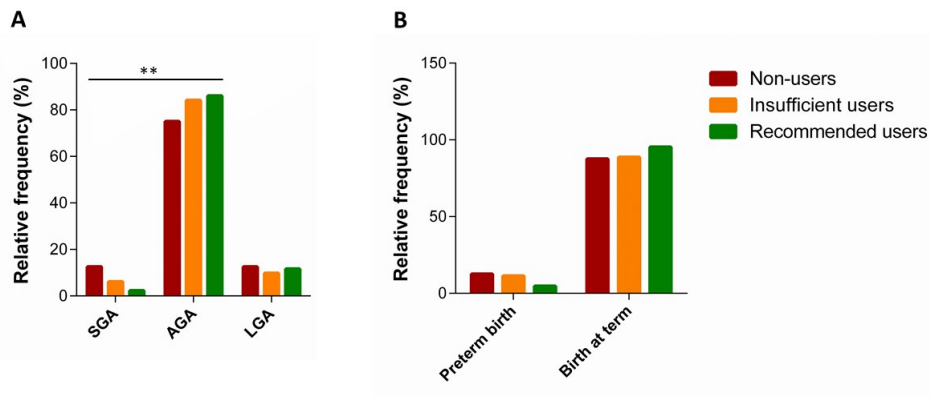 A
Relative frequency (%)
100
80
60
40
20
0
**
SGA
AGA
LGA
B
Relative frequency (%)
150
100
50
0
Preterm birth
Birth at term
Non-users
Insufficient users
Recommended users